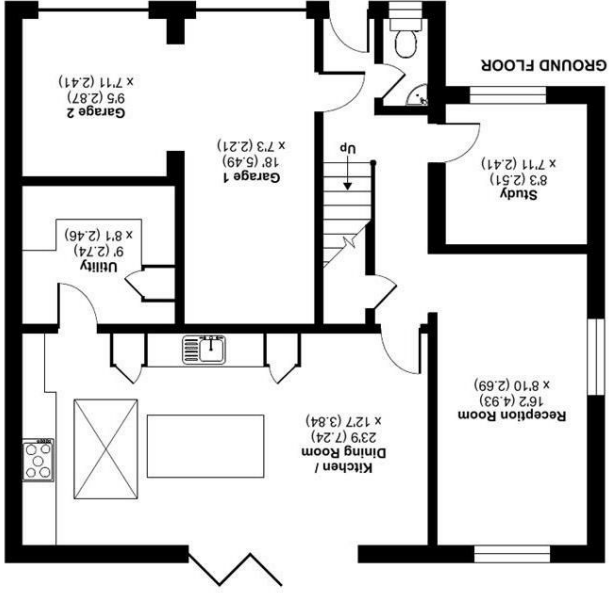 GROUND FLOOR
Kitchen /
Dining Room
23'9 (7.24)
x 12'7 (3.84)
Reception Room
16'2 (4.93)
x 8'10 (2.69)
Utility
9' (2.74)
x 8'1 (2.46)
Garage 1
18' (5.49)
x 7'3 (2.21)
Up
Study
8'3 (2.51)
x 7'11 (2.41)
Garage 2
9'5 (2.87)
x 7'11 (2.41)